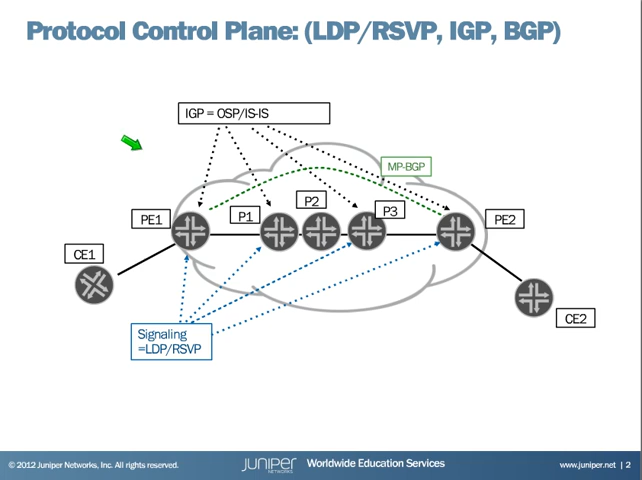 Protocol Control Plane: (LDP/RSVP, IGP, BGP)
IGP = OSP/IS-IS
MP-BGP
P2
P3
P1
PE1
PE2
CE1
CE2
Signaling
=LDP/RSVP
© 2012 Juniper Networks, Inc. All rights reserved.
JUNIPER
NETWORKS
Worldwide Education Services
www.juniper.net | 2